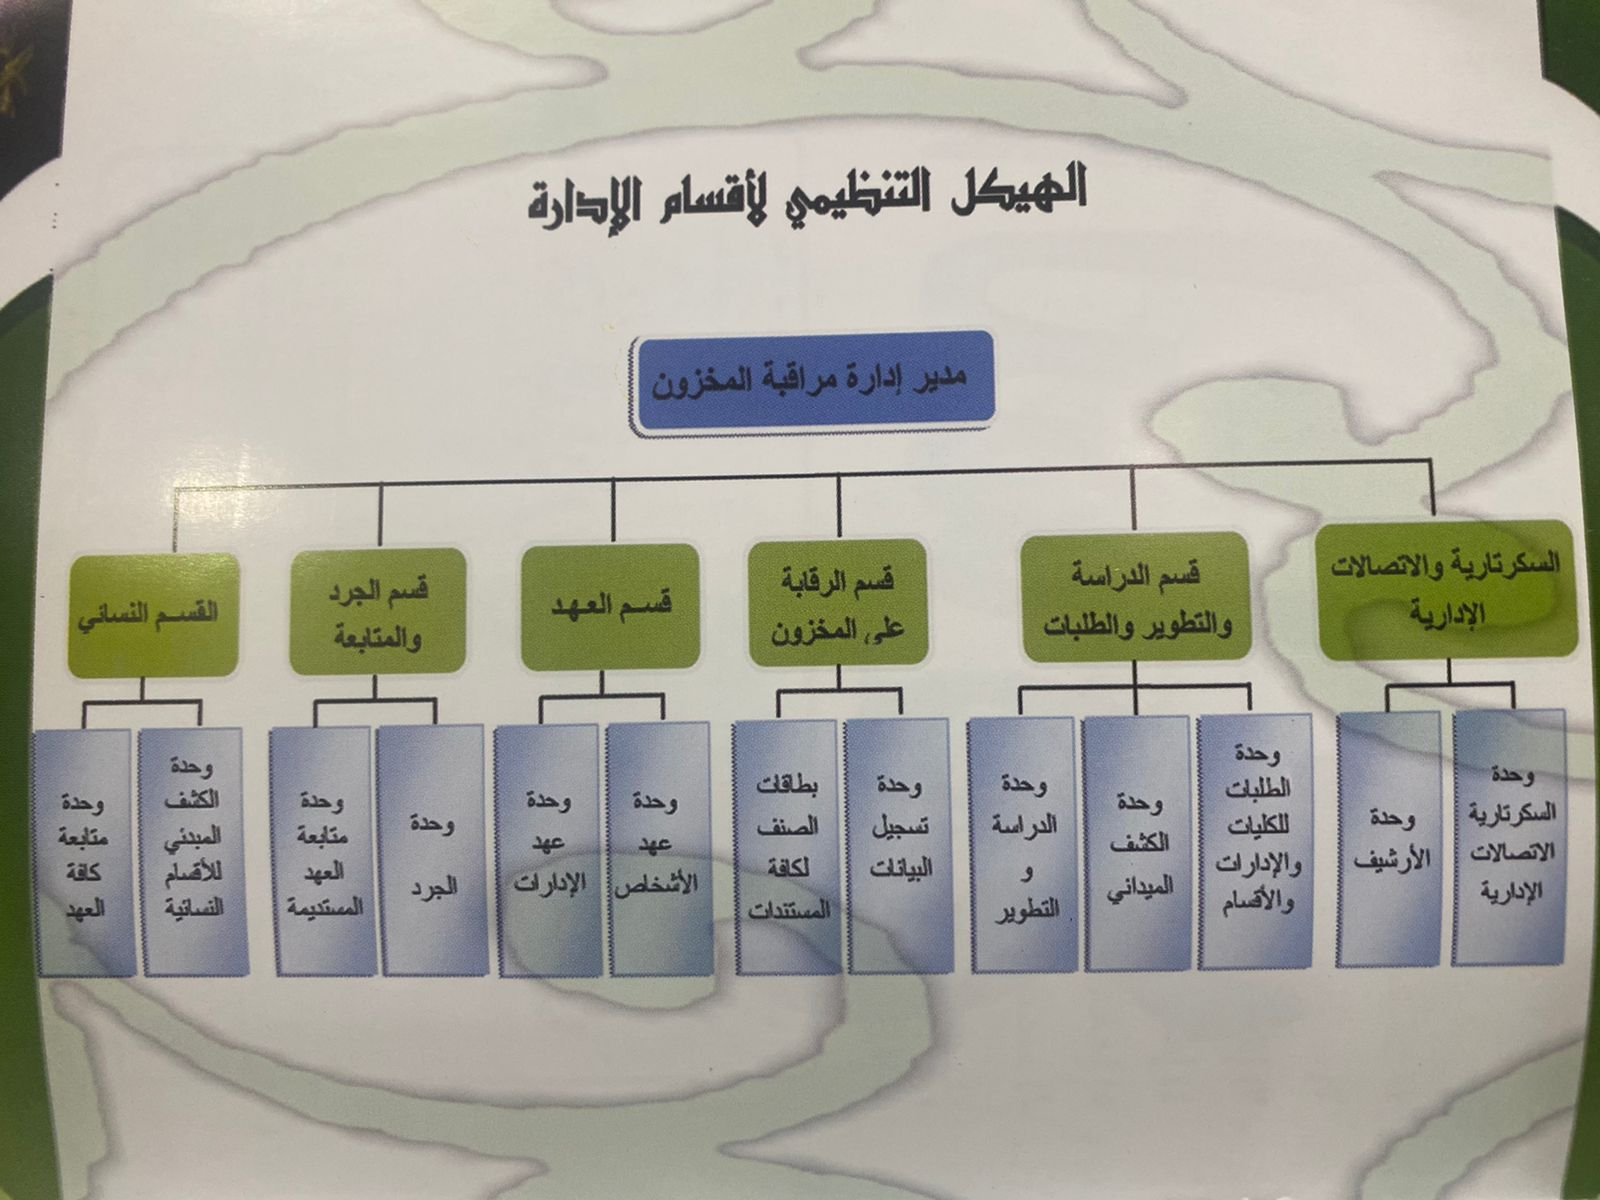 الهيكل التنظيمي لأقسام الإدارة
مدير إدارة مراقبة المخزون
السكرتارية والاتصالات
الإدارية
قسم الدراسة
والتطوير والطلبات
قسم الرقابة
على المخزون
قسم العهد
قسم الجرد
والمتابعة
القسم النسائي
وحدة
السكرتارية
الاتصالات
الإدارية
وحدة
الأرشيف
وحدة
الطلبات
للكليات
والإدارات
والأقسام
وحدة
الكشف
الميداني
وحدة
الدراسة
و
التطوير
وحدة
تسجيل
البيانات
بطاقات
الصنف
لكافة
المستندات
وحدة
عهد
الأشخاص
وحدة
عهد
الإدارات
وحدة
الجرد
وحدة
متابعة
العهد
المستديمة
وحدة
الكشف
المبدئي
للأقسام
النسائية
وحدة
متابعة
كافة
العهد